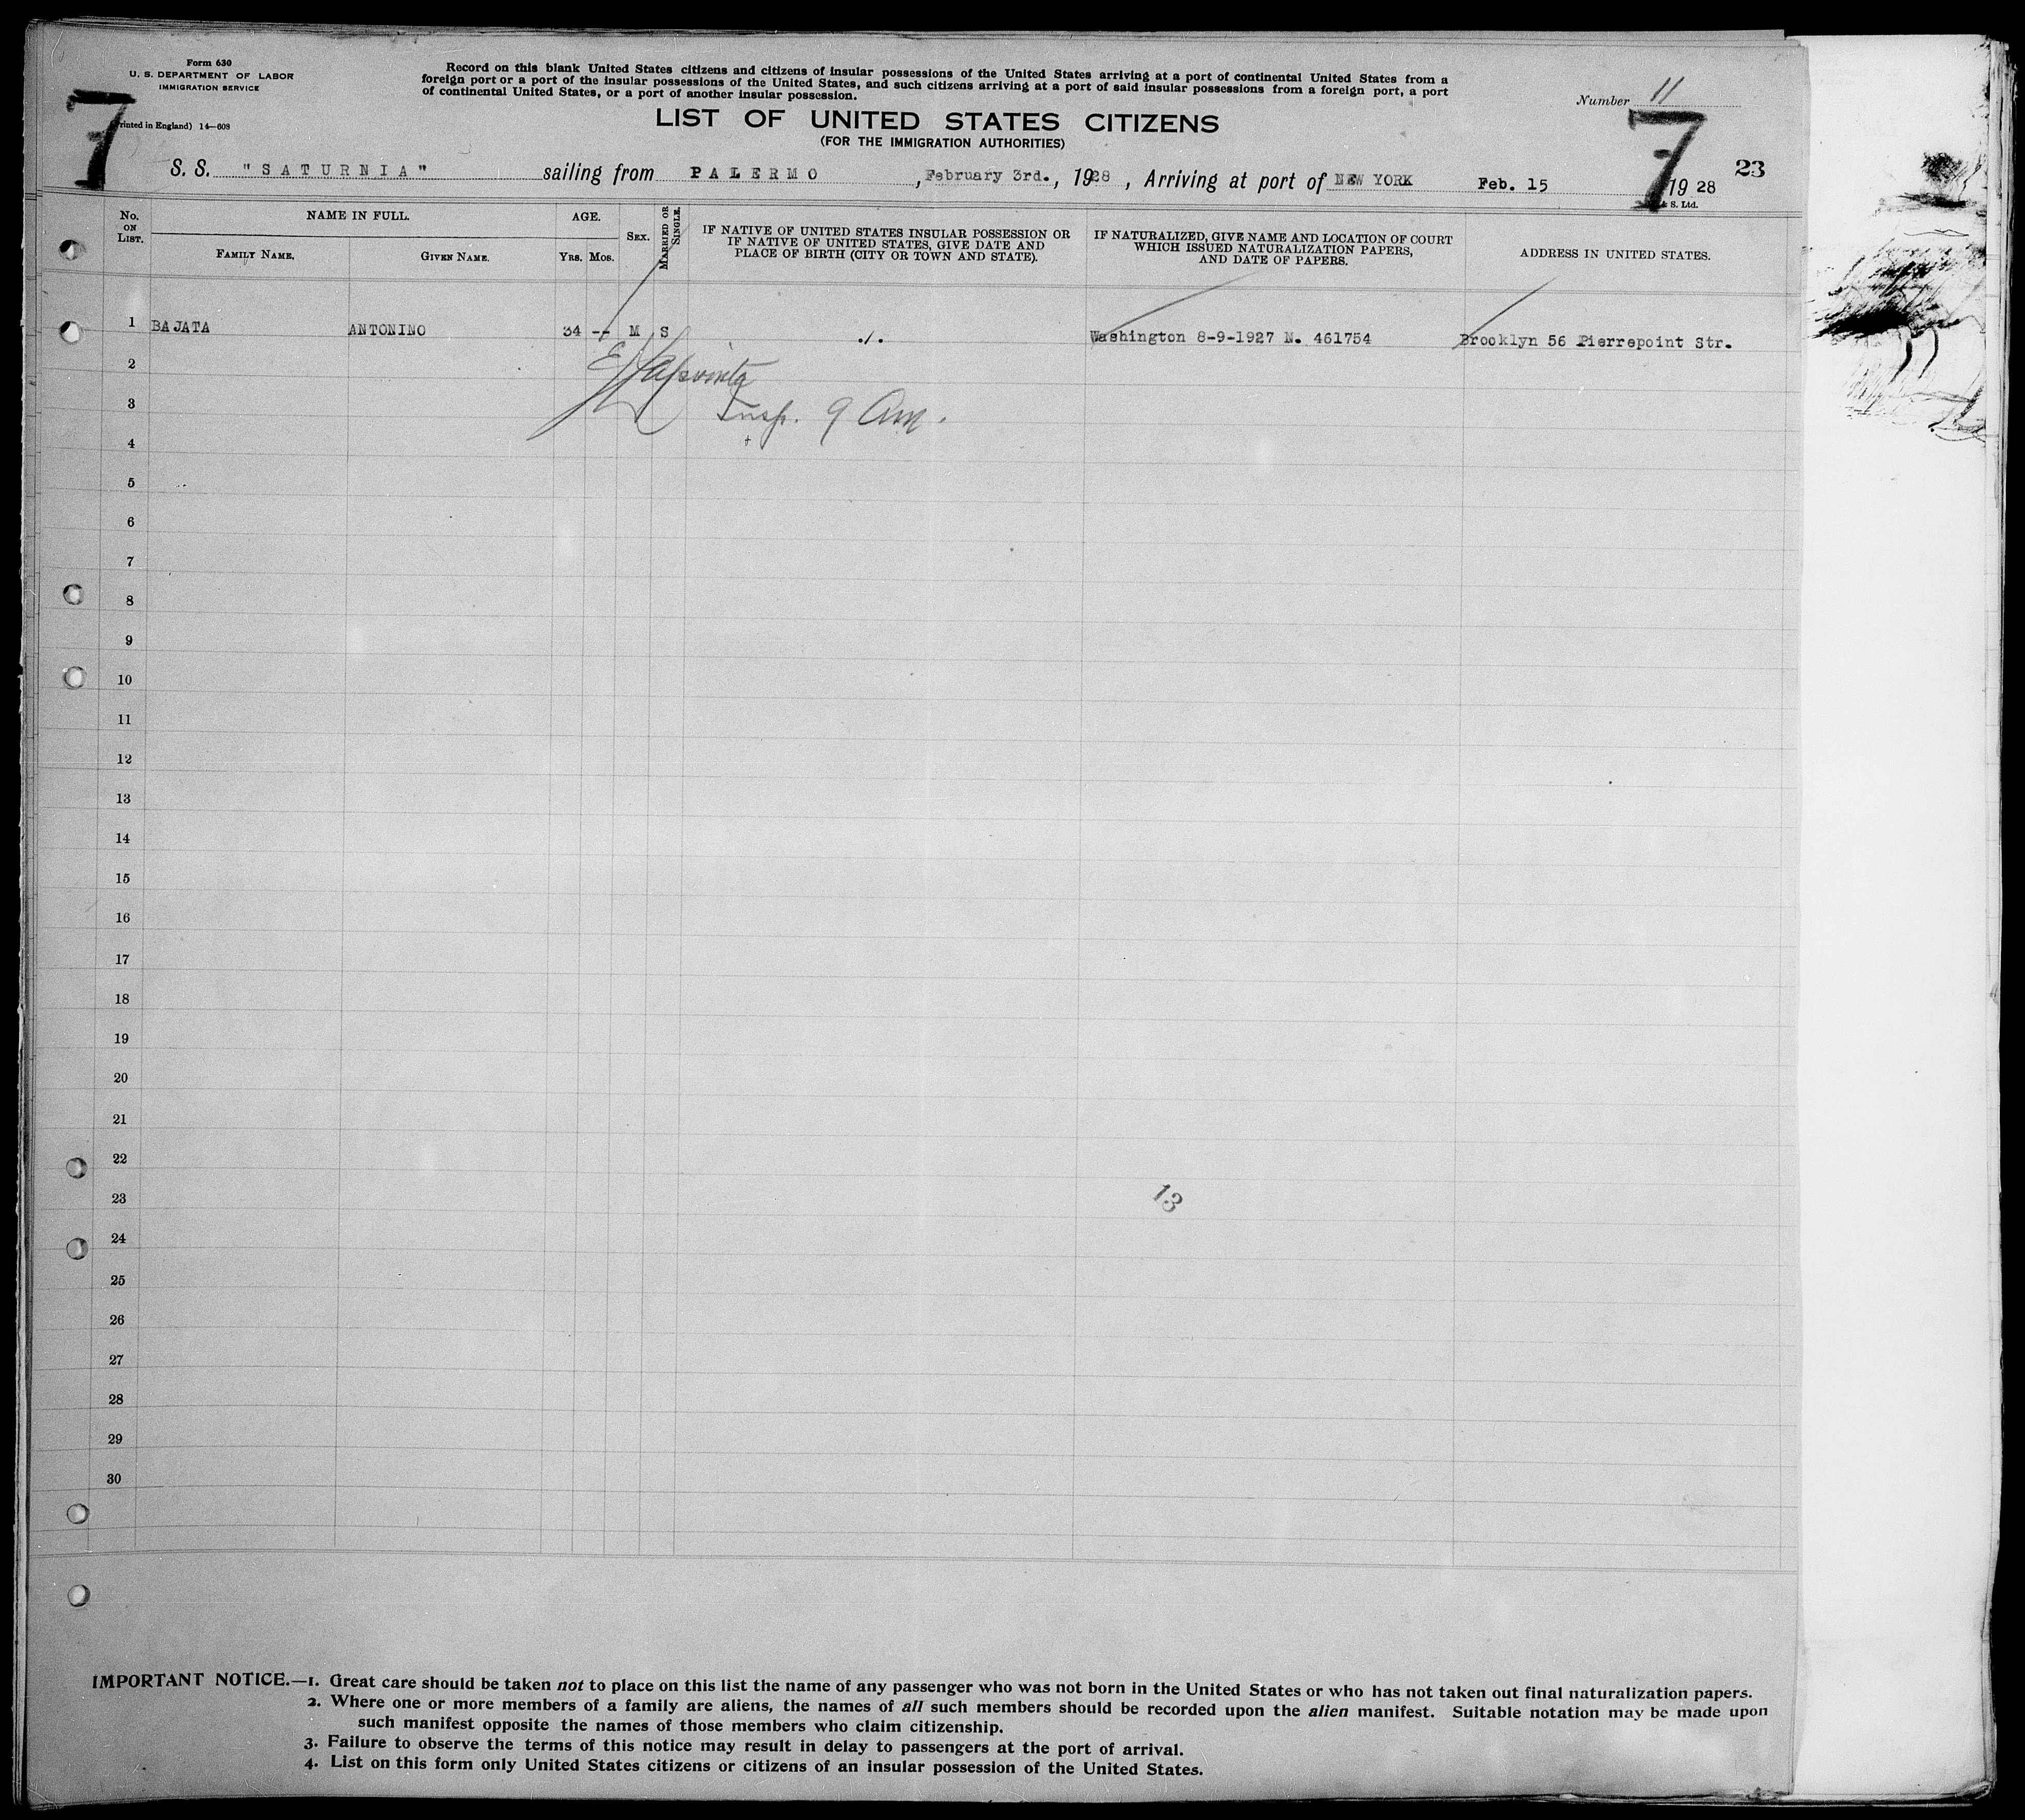 Form 630
U. S. DEPARTMENT OF LABOR
IMMIGRATION SERVICE
rinted in England) 14—609
7
Record on this blank United States citizens and citizens of insular possessions of the United States arriving at a port of continental United States from a
foreign port or a port of the insular possessions of the United States, and such citizens arriving at a port of said insular possessions from a foreign port, a port
of continental United States, or a port of another insular possession.
Number 11
LIST OF UNITED STATES CITIZENS
(FOR THE IMMIGRATION AUTHORITIES)
7
23
S. S. "SATURNIA" sailing from PALERMO , February 3rd. , 1928 , Arriving at port of NEW YORK Feb. 15 1928
S. Ltd.
No. ON LIST.
NAME IN FULL.
FAMILY NAME.
GIVEN NAME.
AGE.
YRS. MOS.
SEX.
MARRIED OR SINGLE.
IF NATIVE OF UNITED STATES INSULAR POSSESSION OR
IF NATIVE OF UNITED STATES, GIVE DATE AND
PLACE OF BIRTH (CITY OR TOWN AND STATE).
IF NATURALIZED, GIVE NAME AND LOCATION OF COURT
WHICH ISSUED NATURALIZATION PAPERS,
AND DATE OF PAPERS.
ADDRESS IN UNITED STATES.
1 BAJATA ANTONINO 34 -- M S ./. Washington 8-9-1927 N. 461754 Brooklyn 56 Pierrepoint Str.
2
3 Insp. 9 Am.
4
5
6
7
8
9
10
11
12
13
14
15
16
17
18
19
20
21
22
23
13
24
25
26
27
28
29
30
IMPORTANT NOTICE.—1. Great care should be taken not to place on this list the name of any passenger who was not born in the United States or who has not taken out final naturalization papers.
2. Where one or more members of a family are aliens, the names of all such members should be recorded upon the alien manifest. Suitable notation may be made upon
such manifest opposite the names of those members who claim citizenship.
3. Failure to observe the terms of this notice may result in delay to passengers at the port of arrival.
4. List on this form only United States citizens or citizens of an insular possession of the United States.